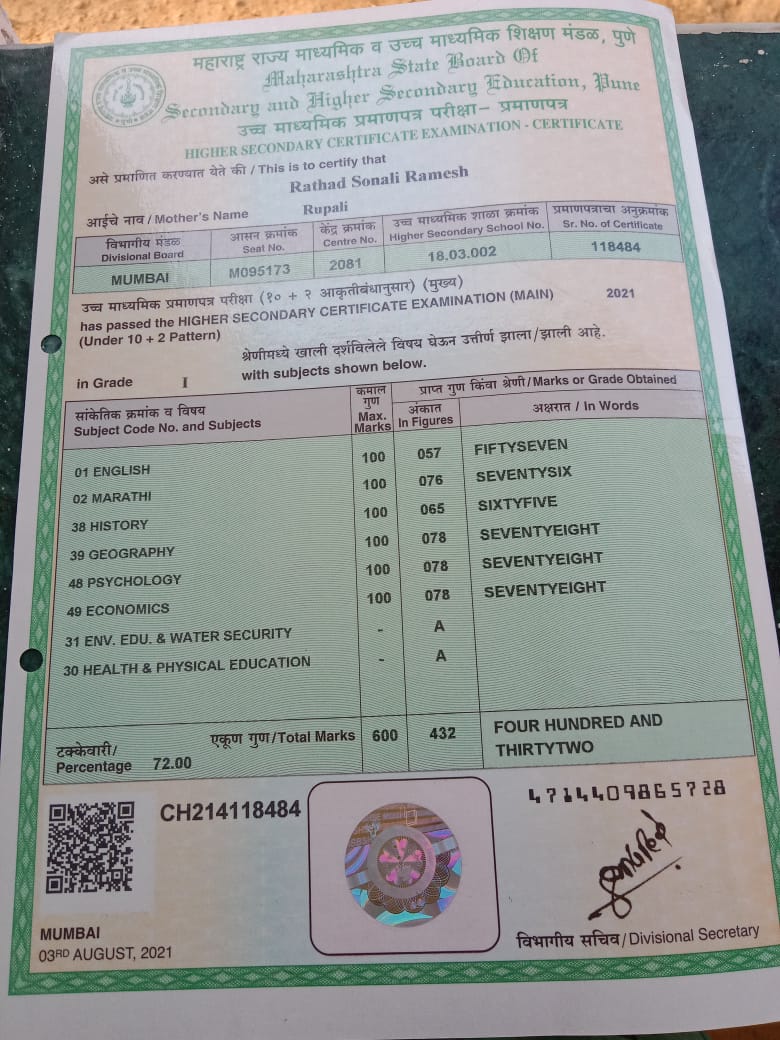 महाराष्ट्र राज्य माध्यमिक व उच्च माध्यमिक शिक्षण मंडळ, पुणे
Maharashtra State Board Of
Secondary and Higher Secondary Education, Pune
उच्च माध्यमिक प्रमाणपत्र परीक्षा– प्रमाणपत्र
HIGHER SECONDARY CERTIFICATE EXAMINATION - CERTIFICATE
असे प्रमाणित करण्यात येते की / This is to certify that
Rathad Sonali Ramesh
आईचे नाव / Mother's Name Rupali
विभागीय मंडळ आसन क्रमांक केंद्र क्रमांक उच्च माध्यमिक शाळा क्रमांक प्रमाणपत्राचा अनुक्रमांक
Divisional Board Seat No. Centre No. Higher Secondary School No. Sr. No. of Certificate
MUMBAI M095173 2081 18.03.002 118484
उच्च माध्यमिक प्रमाणपत्र परीक्षा (१० + २ आकृतीबंधानुसार) (मुख्य)
has passed the HIGHER SECONDARY CERTIFICATE EXAMINATION (MAIN) 2021
(Under 10 + 2 Pattern)
श्रेणीमध्ये खाली दर्शविलेले विषय घेऊन उत्तीर्ण झाला/झाली आहे.
in Grade I with subjects shown below.
सांकेतिक क्रमांक व विषय कमाल गुण प्राप्त गुण किंवा श्रेणी/Marks or Grade Obtained
Subject Code No. and Subjects Max. Marks अंकात In Figures अक्षरात / In Words
01 ENGLISH 100 057 FIFTYSEVEN
02 MARATHI 100 076 SEVENTYSIX
38 HISTORY 100 065 SIXTYFIVE
39 GEOGRAPHY 100 078 SEVENTYEIGHT
48 PSYCHOLOGY 100 078 SEVENTYEIGHT
49 ECONOMICS 100 078 SEVENTYEIGHT
31 ENV. EDU. & WATER SECURITY - A
30 HEALTH & PHYSICAL EDUCATION - A
टक्केवारी/ एकूण गुण/Total Marks 600 432 FOUR HUNDRED AND
Percentage 72.00 THIRTYTWO
CH214118484
4714409865728
MUMBAI
03RD AUGUST, 2021
विभागीय सचिव/Divisional Secretary